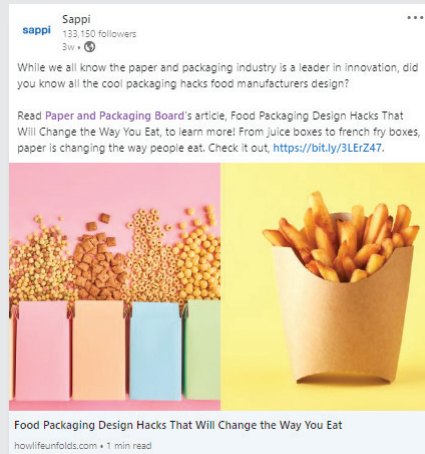 sappi
Sappi
133,150 followers
3w •
While we all know the paper and packaging industry is a leader in innovation, did
you know all the cool packaging hacks food manufacturers design?
Read Paper and Packaging Board's article, Food Packaging Design Hacks That
Will Change the Way You Eat, to learn more! From juice boxes to french fry boxes,
paper is changing the way people eat. Check it out, https://bit.ly/3LErZ47.
Food Packaging Design Hacks That Will Change the Way You Eat
howlifeunfolds.com • 1 min read